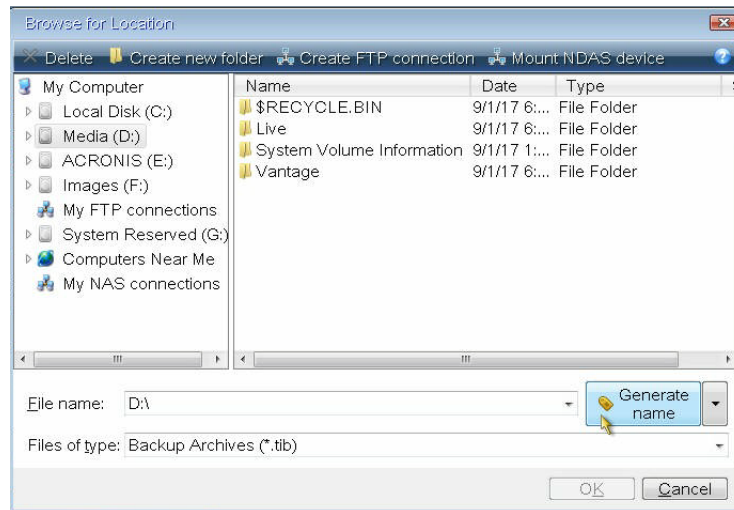 Browse for Location
Delete Create new folder Create FTP connection Mount NDAS device
My Computer
Local Disk (C:)
Media (D:)
ACRONIS (E:)
Images (F:)
My FTP connections
System Reserved (G:)
Computers Near Me
My NAS connections
Name Date Type
$RECYCLE.BIN 9/1/17 6:... File Folder
Live 9/1/17 6:... File Folder
System Volume Information 9/1/17 1:... File Folder
Vantage 9/1/17 6:... File Folder
File name: D:\
Generate
name
Files of type: Backup Archives (*.tib)
OK Cancel